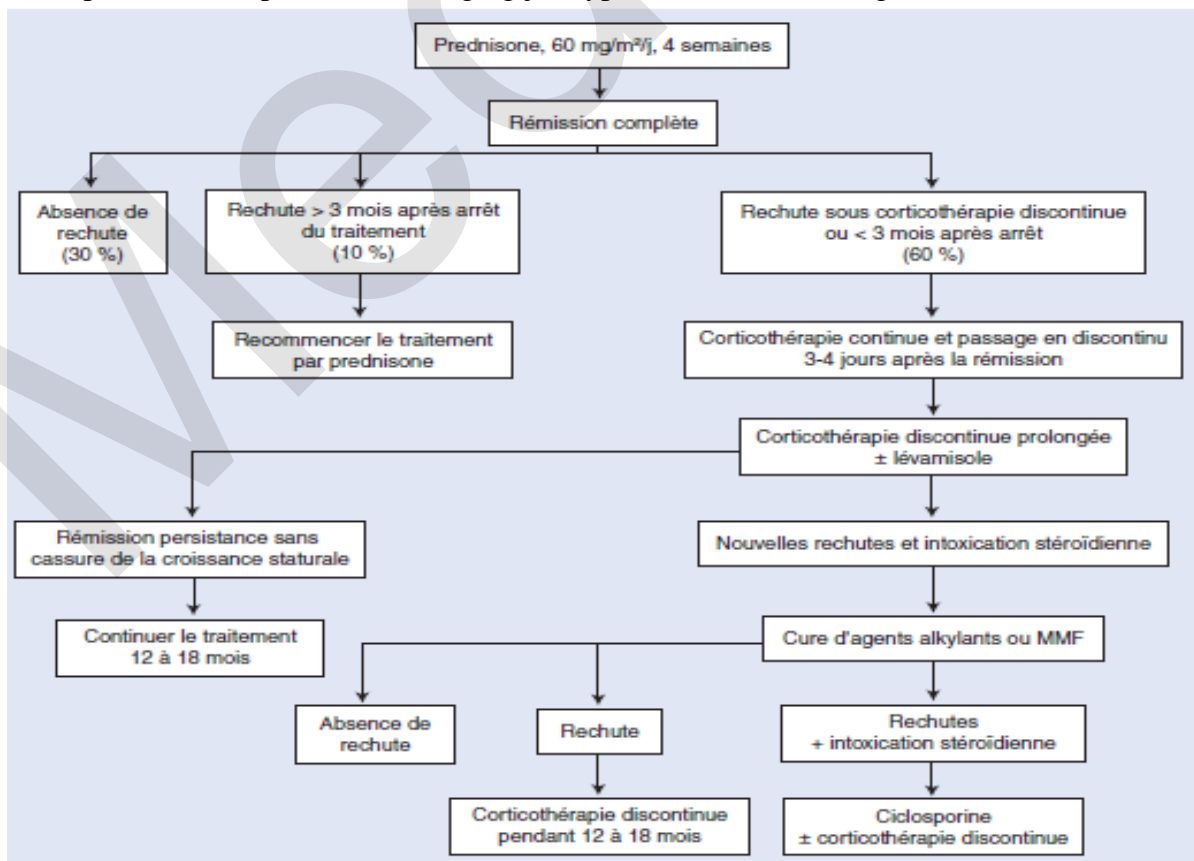 Prednisone, 60 mg/m²/j, 4 semaines
Rémission complète
Absence de
rechute
(30 %)
Rechute > 3 mois après arrêt
du traitement
(10 %)
Rechute sous corticothérapie discontinue
ou < 3 mois après arrêt
(60 %)
Recommencer le traitement
par prednisone
Corticothérapie continue et passage en discontinu
3-4 jours après la rémission
Corticothérapie discontinue prolongée
± lévamisole
Rémission persistance sans
cassure de la croissance staturale
Nouvelles rechutes et intoxication stéroïdienne
Continuer le traitement
12 à 18 mois
Cure d'agents alkylants ou MMF
Absence de
rechute
Rechute
Rechutes
+ intoxication stéroïdienne
Corticothérapie discontinue
pendant 12 à 18 mois
Ciclosporine
± corticothérapie discontinue